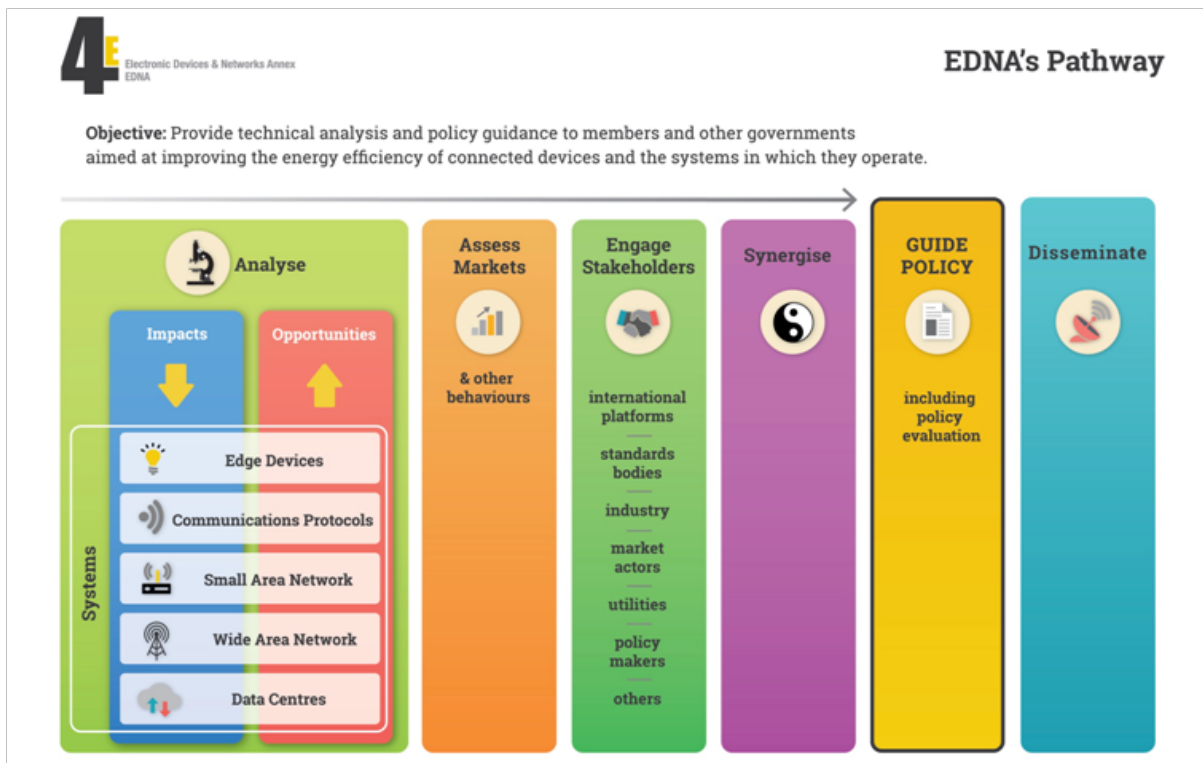 4E
Electronic Devices & Networks Annex
EDNA
EDNA's Pathway
Objective: Provide technical analysis and policy guidance to members and other governments
aimed at improving the energy efficiency of connected devices and the systems in which they operate.
Analyse
Impacts
Opportunities
Systems
Edge Devices
Communications Protocols
Small Area Network
Wide Area Network
Data Centres
Assess
Markets
& other
behaviours
Engage
Stakeholders
international
platforms
standards
bodies
industry
market
actors
utilities
policy
makers
others
Synergise
GUIDE
POLICY
including
policy
evaluation
Disseminate